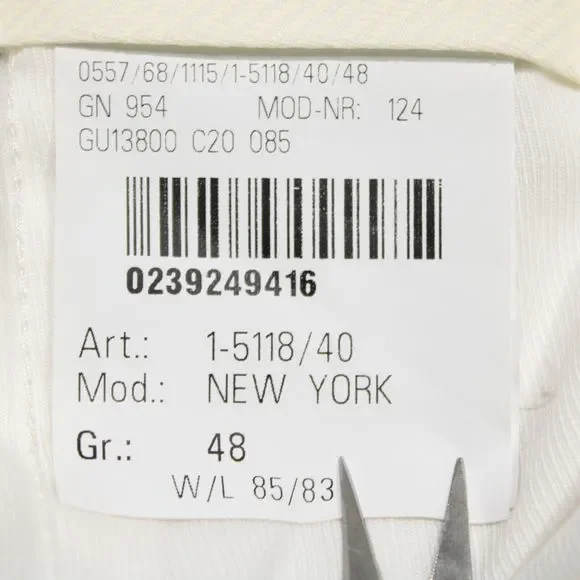 0557/68/1115/1-5118/40/48
GN 954 MOD-NR: 124
GU13800 C20 085
0239249416
Art.: 1-5118/40
Mod.: NEW YORK
Gr.: 48
W/L 85/83